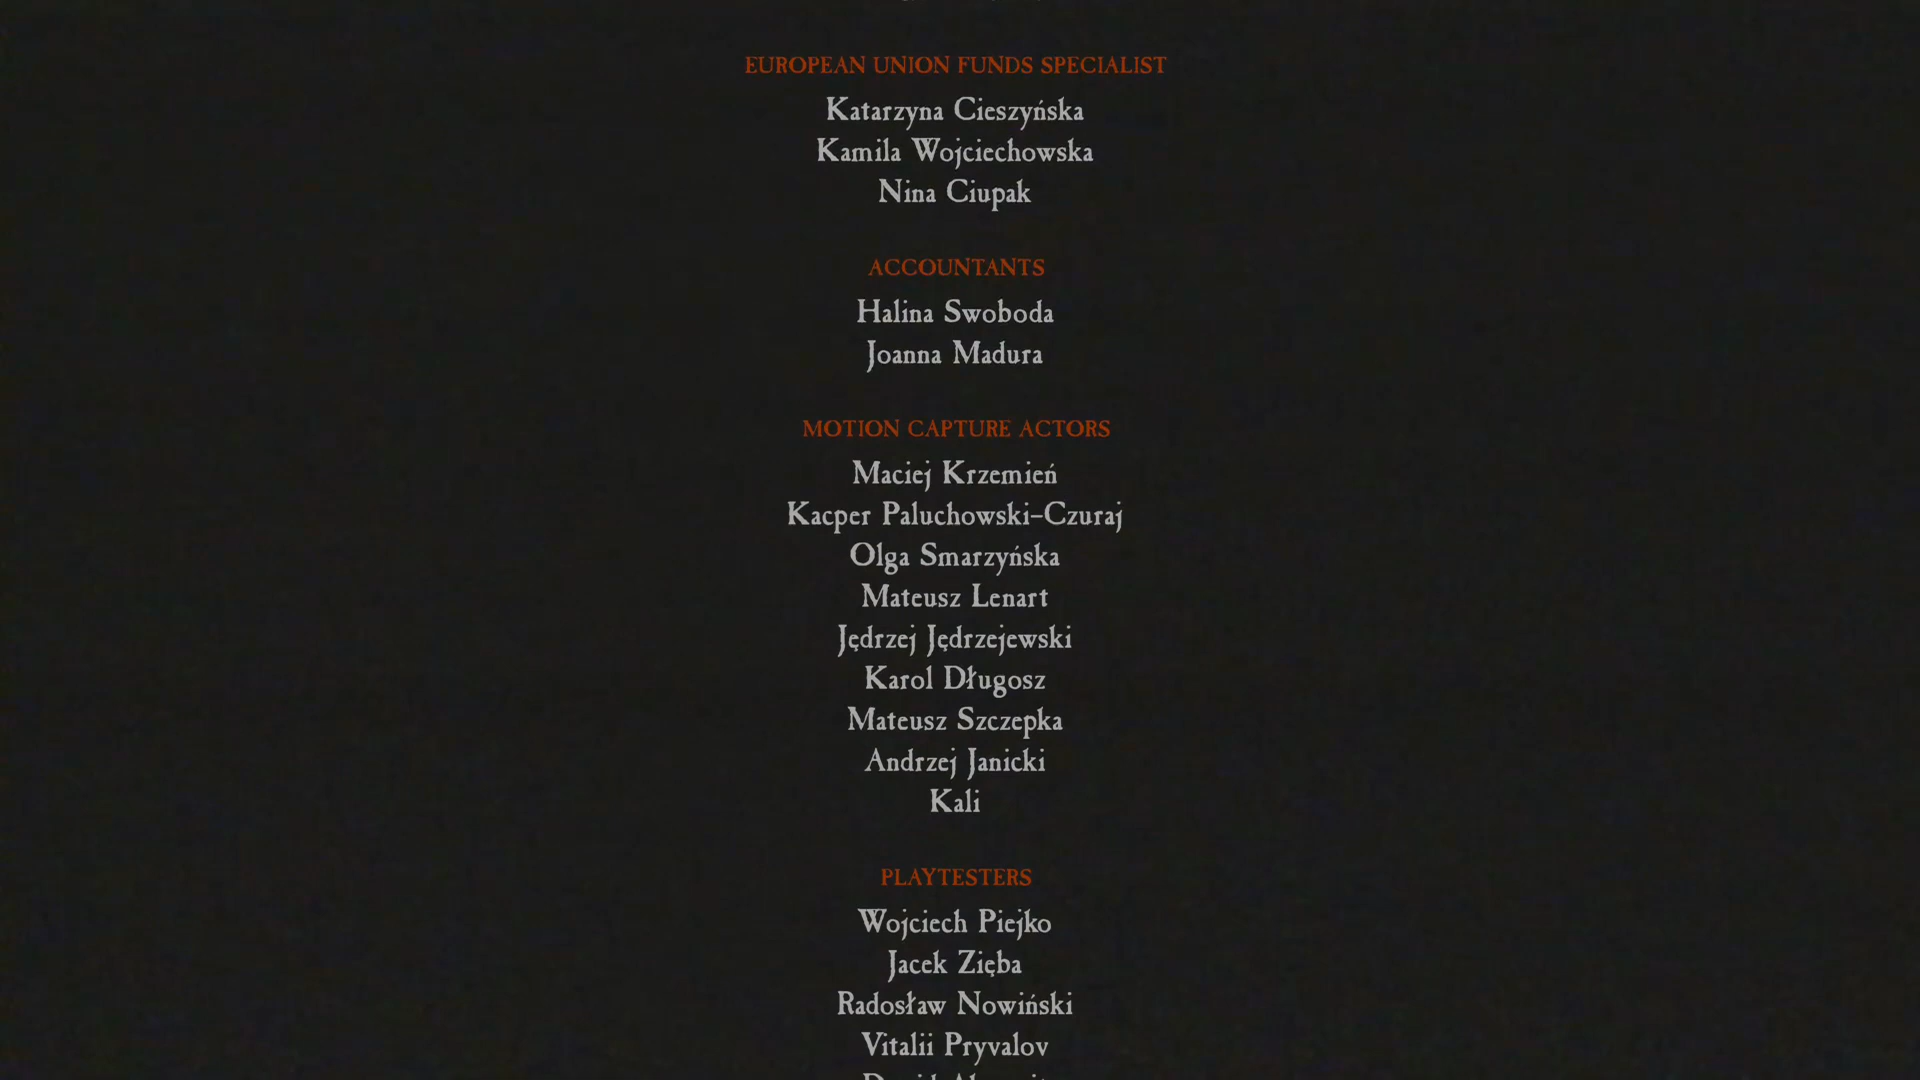 EUROPEAN UNION FUNDS SPECIALIST
Katarzyna Cieszyńska
Kamila Wojciechowska
Nina Ciupak
ACCOUNTANTS
Halina Swoboda
Joanna Madura
MOTION CAPTURE ACTORS
Maciej Krzemień
Kacper Paluchowski-Czuraj
Olga Smarzyńska
Mateusz Lenart
Jędrzej Jędrzejewski
Karol Długosz
Mateusz Szczepka
Andrzej Janicki
Kali
PLAYTESTERS
Wojciech Piejko
Jacek Zięba
Radosław Nowiński
Vitalii Pryvalov